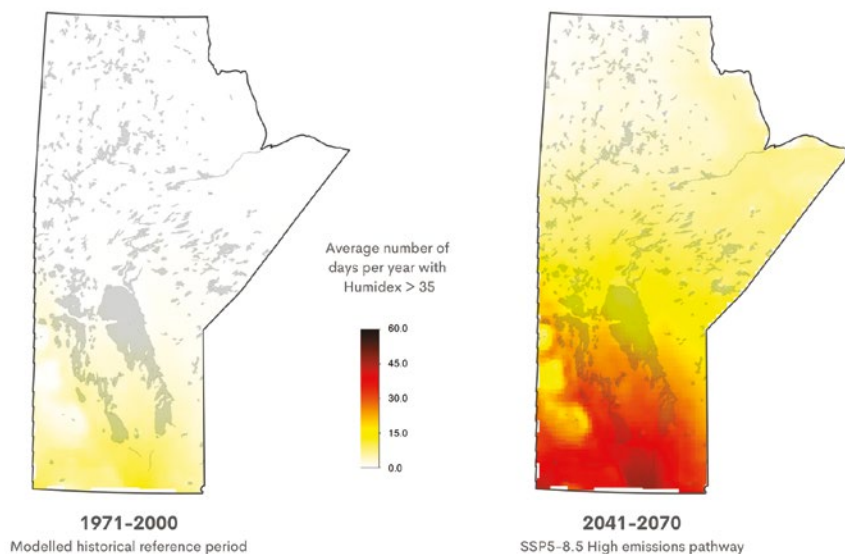 Average number of
days per year with
Humidex > 35
60.0
45.0
30.0
15.0
0.0
1971-2000
Modelled historical reference period
2041-2070
SSP5-8.5 High emissions pathway